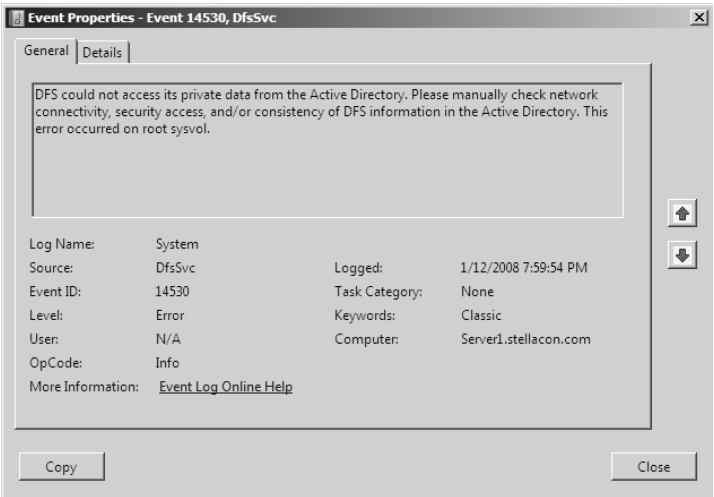 Event Properties - Event 14530, DfsSvc
General
Details
DFS could not access its private data from the Active Directory. Please manually check network
connectivity, security access, and/or consistency of DFS information in the Active Directory. This
error occurred on root sysvol.
Log Name: System
Source: DfsSvc Logged: 1/12/2008 7:59:54 PM
Event ID: 14530 Task Category: None
Level: Error Keywords: Classic
User: N/A Computer: Server1.stellacon.com
OpCode: Info
More Information: Event Log Online Help
Copy
Close